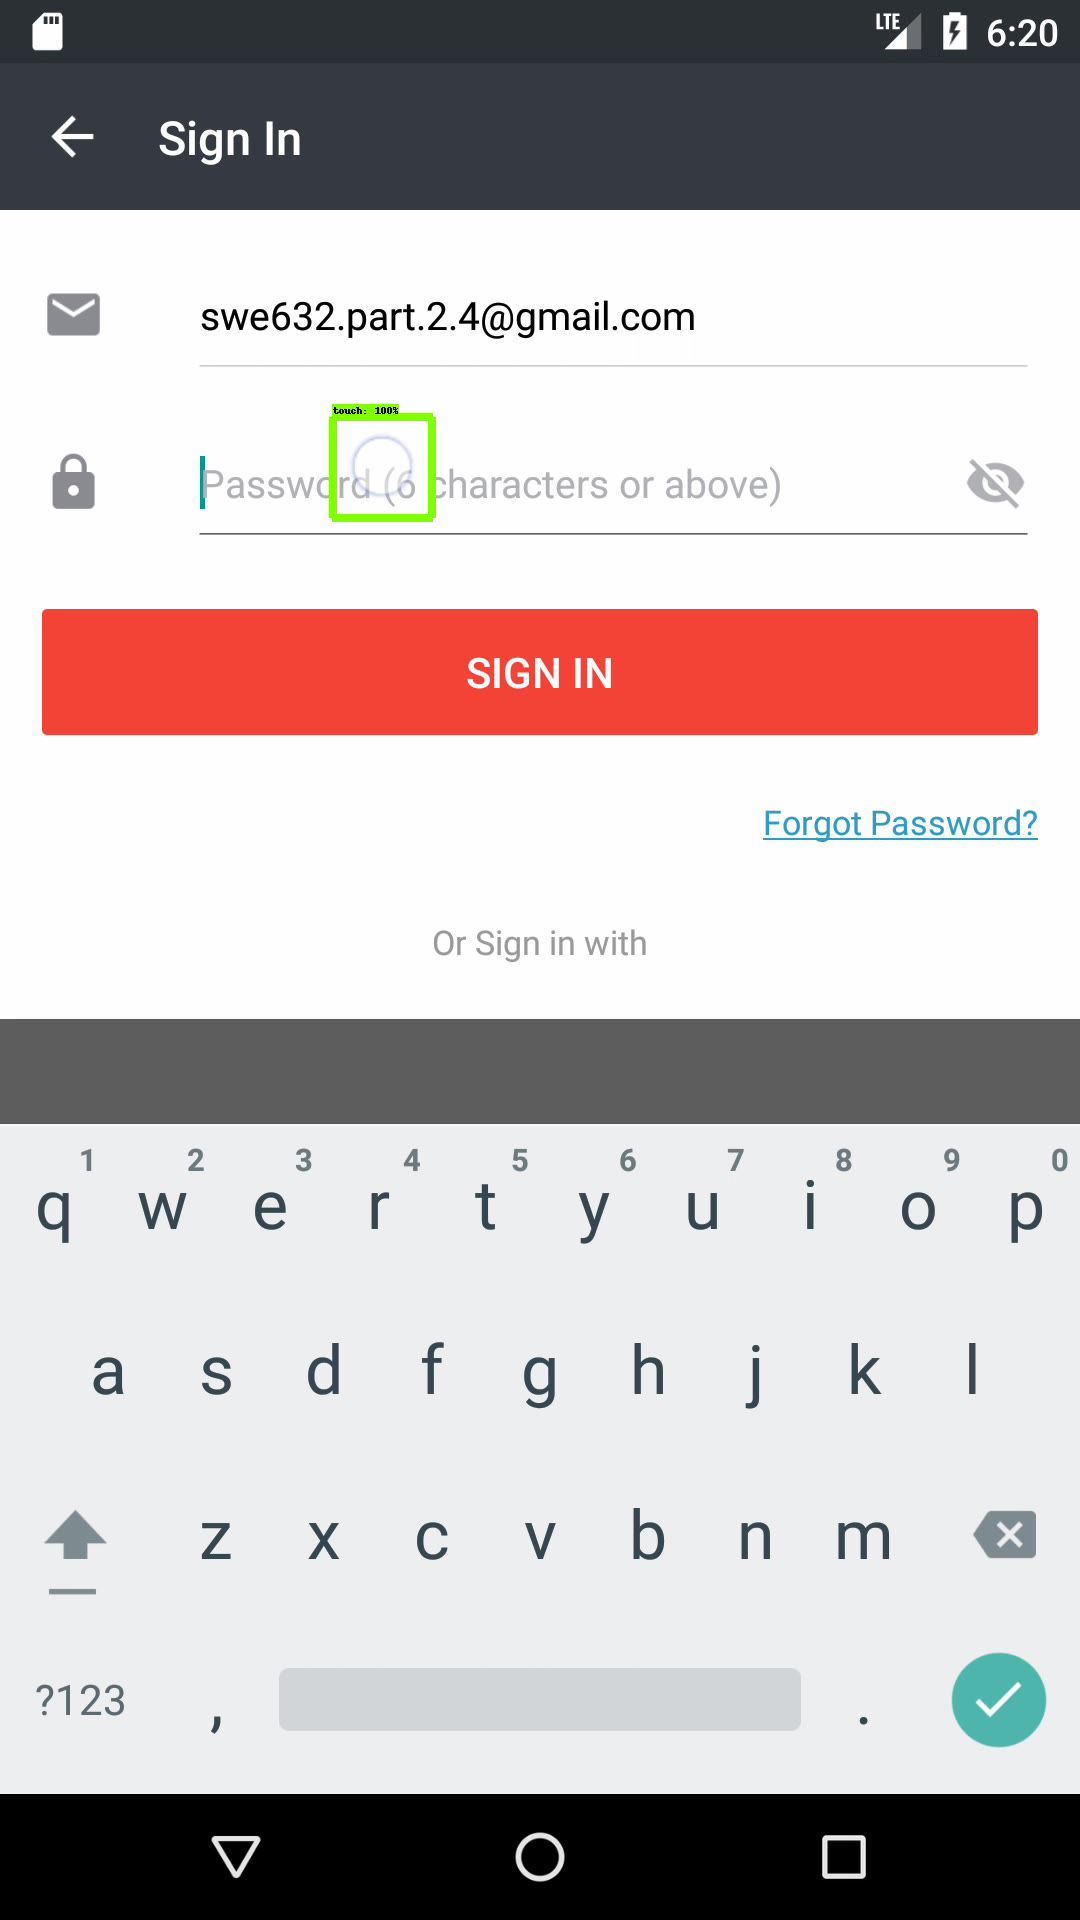 LTE 6:20
Sign In
swe632.part.2.4@gmail.com
touch: 100%
Password (6 characters or above)
SIGN IN
Forgot Password?
Or Sign in with
1 2 3 4 5 6 7 8 9 0
q w e r t y u i o p
a s d f g h j k l
z x c v b n m
?123 , .